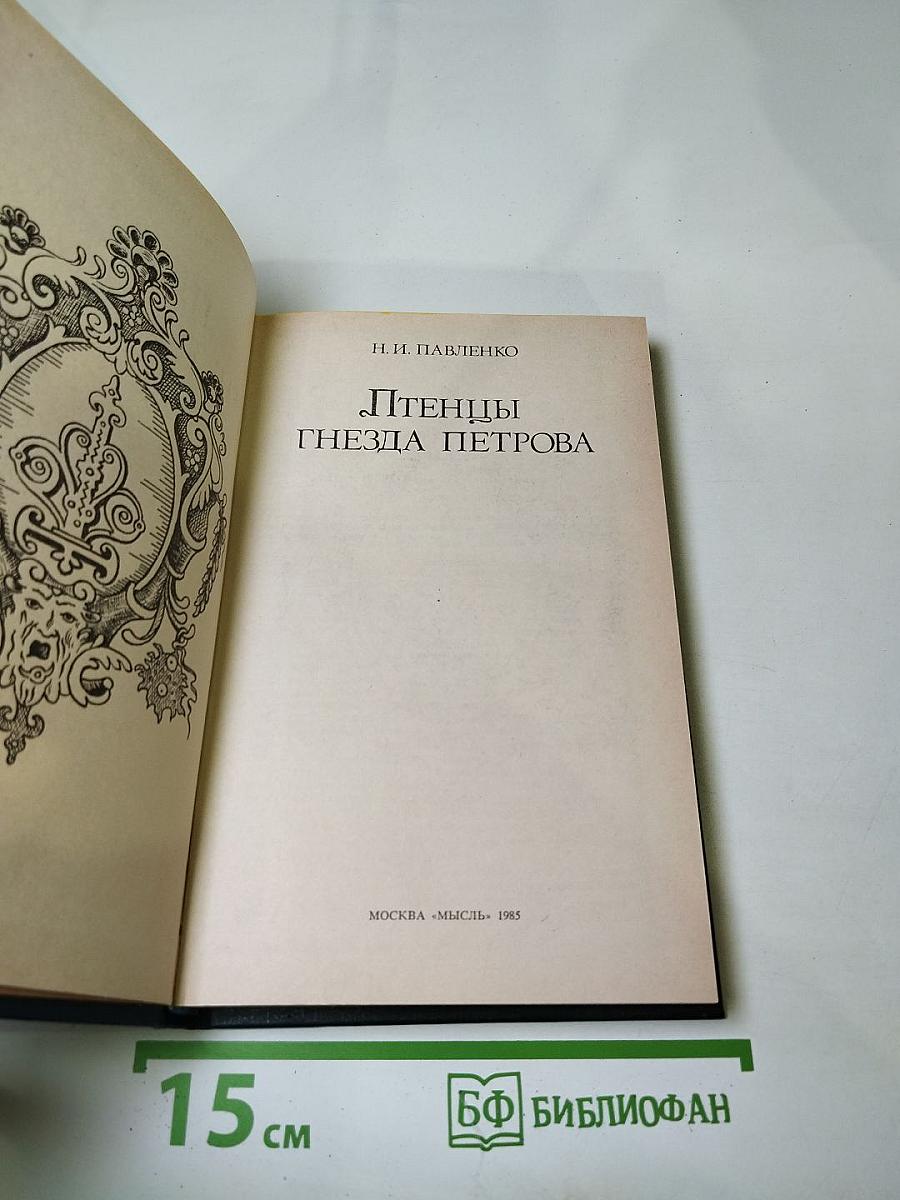 Н. И. ПАВЛЕНКО
ПТЕНЦЫ
ГНЕЗДА ПЕТРОВА
МОСКВА «МЫСЛЬ» 1985
15 см
БФ БИБЛИОФАН